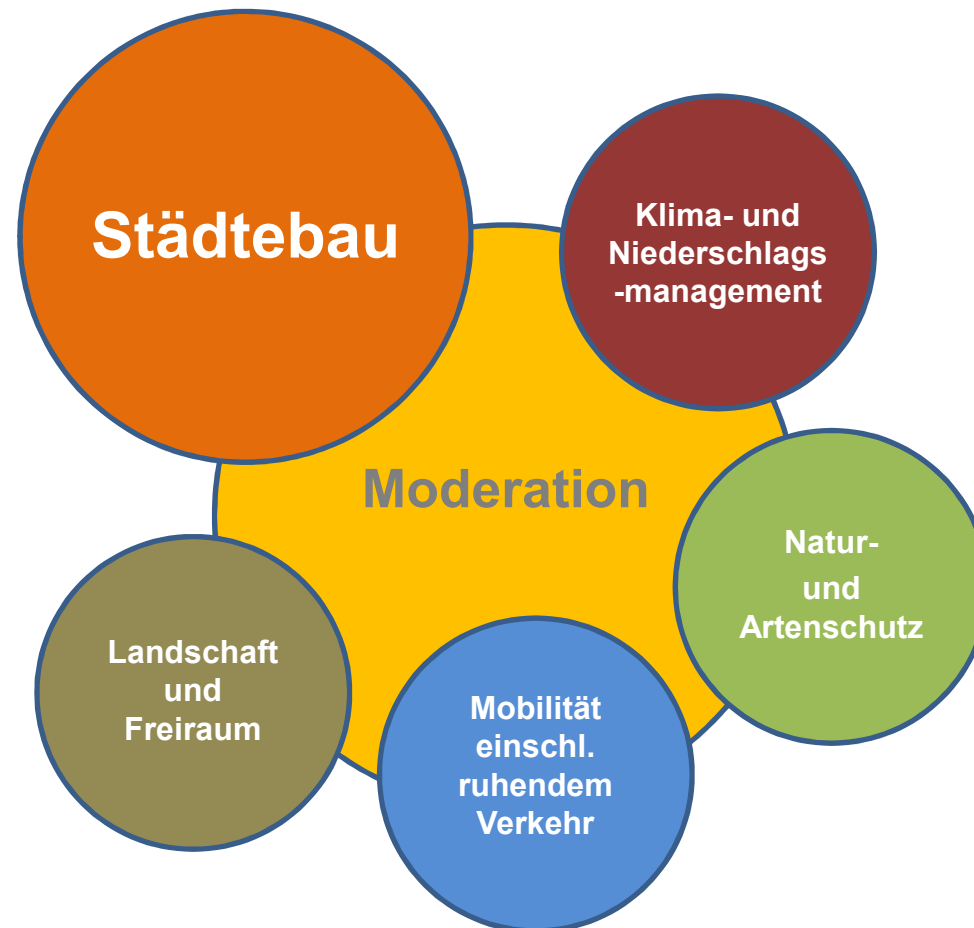 Städtebau
Klima- und
Niederschlags
-management
Moderation
Natur-
und
Artenschutz
Landschaft
und
Freiraum
Mobilität
einschl.
ruhendem
Verkehr